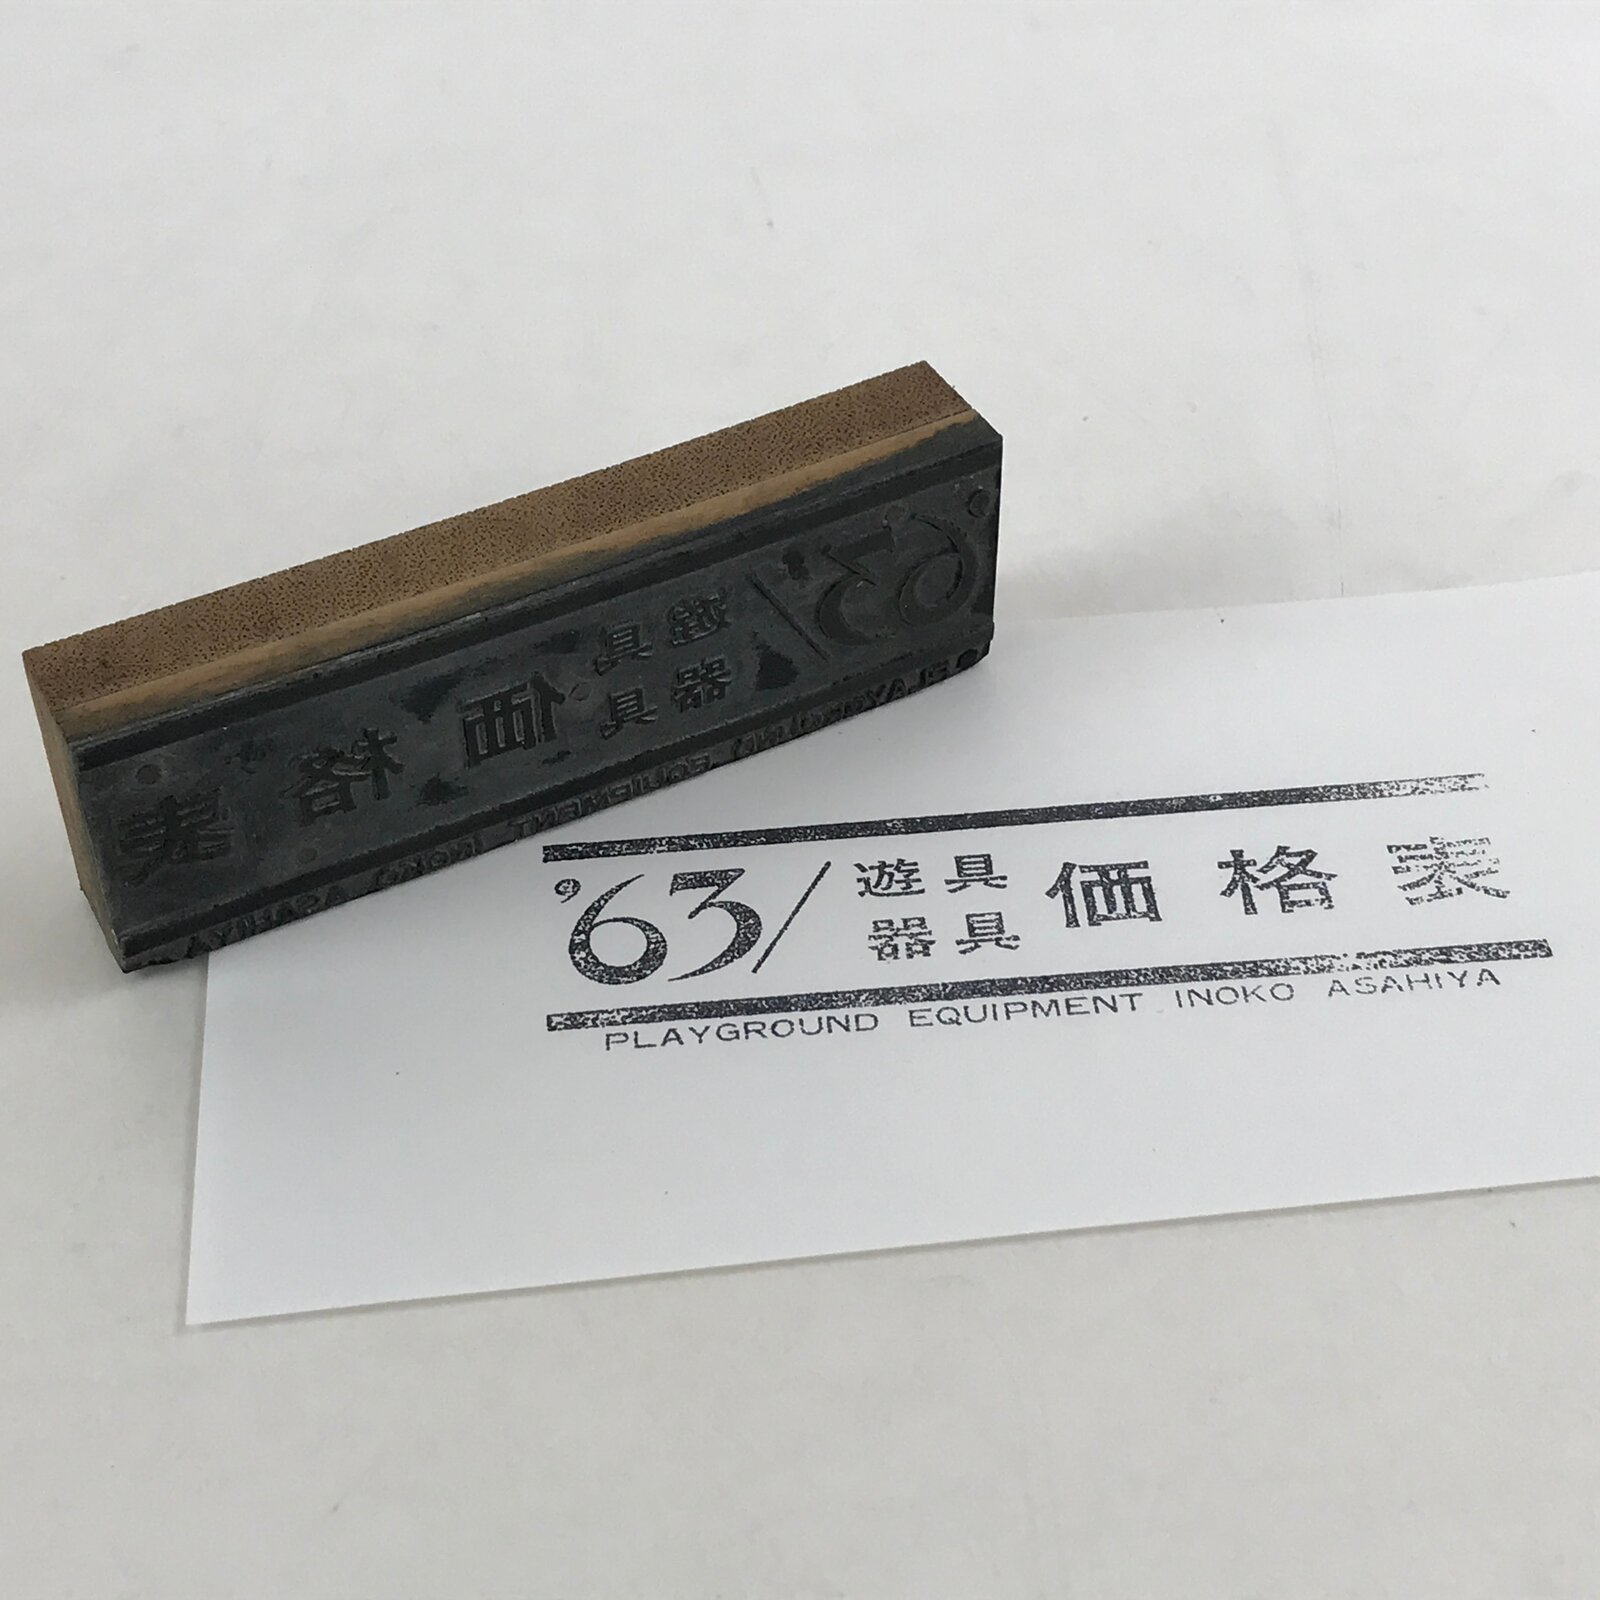 '63/ 遊具 価格表
器具
PLAYGROUND EQUIPMENT INOKO ASAHIYA